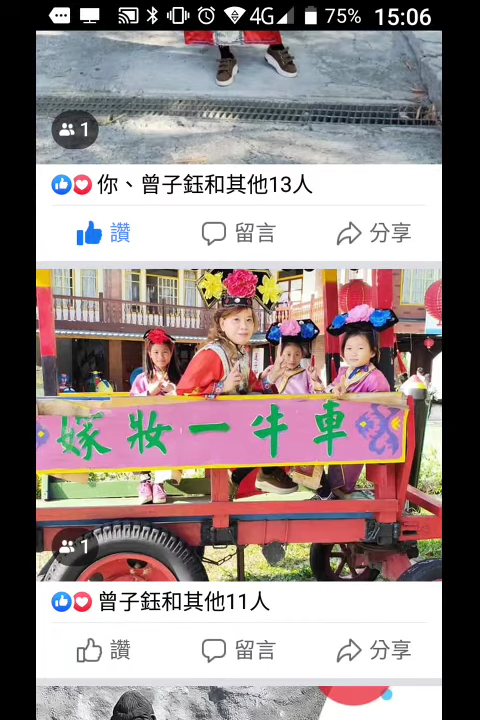 4G 75% 15:06
1
你、曾子鈺和其他13人
讚 留言 分享
嫁妝一牛車
1
曾子鈺和其他11人
讚 留言 分享